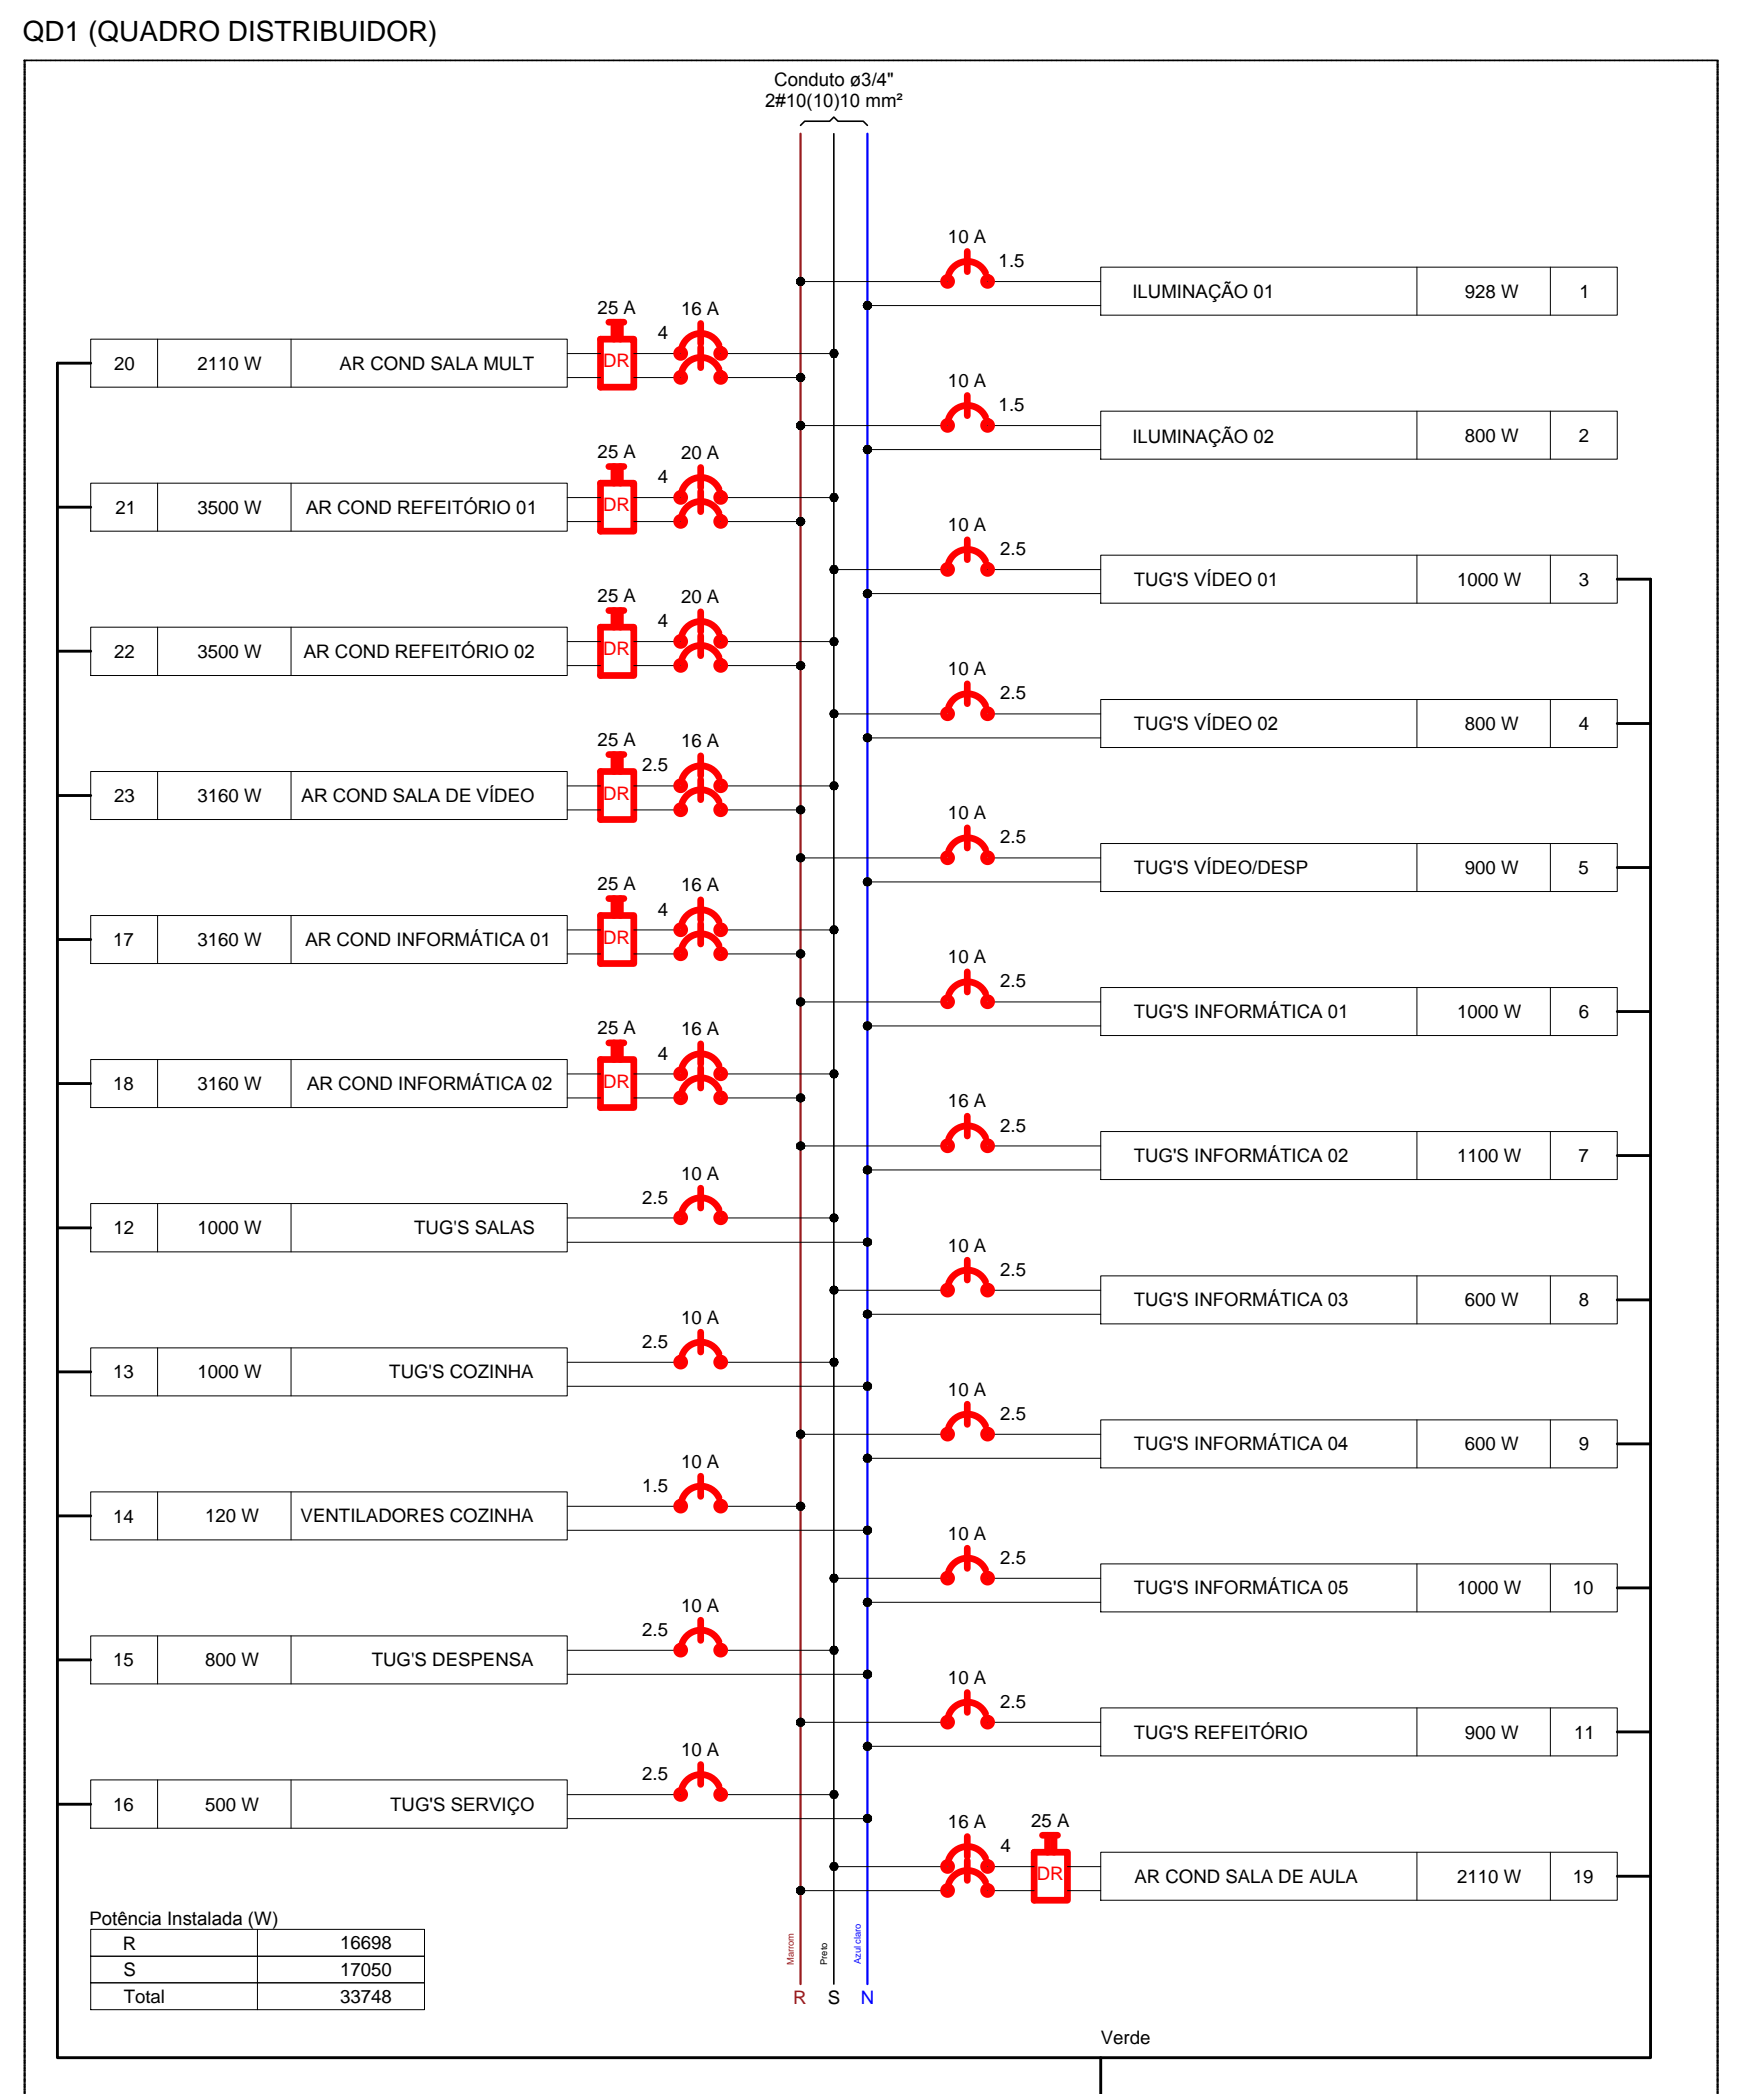 QD1 (QUADRO DISTRIBUIDOR)
Conduto ø3/4"
2#10(10)10 mm²
10 A
1.5
ILUMINAÇÃO 01 928 W 1
25 A 16 A
4
DR
20 2110 W AR COND SALA MULT
10 A
1.5
ILUMINAÇÃO 02 800 W 2
25 A 20 A
4
DR
21 3500 W AR COND REFEITÓRIO 01
10 A
2.5
TUG'S VÍDEO 01 1000 W 3
25 A 20 A
4
DR
22 3500 W AR COND REFEITÓRIO 02
10 A
2.5
TUG'S VÍDEO 02 800 W 4
25 A 16 A
2.5
DR
23 3160 W AR COND SALA DE VÍDEO
10 A
2.5
TUG'S VÍDEO/DESP 900 W 5
25 A 16 A
4
DR
17 3160 W AR COND INFORMÁTICA 01
10 A
2.5
TUG'S INFORMÁTICA 01 1000 W 6
25 A 16 A
4
DR
18 3160 W AR COND INFORMÁTICA 02
16 A
2.5
TUG'S INFORMÁTICA 02 1100 W 7
10 A
2.5
12 1000 W TUG'S SALAS
10 A
2.5
TUG'S INFORMÁTICA 03 600 W 8
10 A
2.5
13 1000 W TUG'S COZINHA
10 A
2.5
TUG'S INFORMÁTICA 04 600 W 9
10 A
1.5
14 120 W VENTILADORES COZINHA
10 A
2.5
TUG'S INFORMÁTICA 05 1000 W 10
10 A
2.5
15 800 W TUG'S DESPENSA
10 A
2.5
TUG'S REFEITÓRIO 900 W 11
10 A
2.5
16 500 W TUG'S SERVIÇO
16 A 25 A
4
DR
AR COND SALA DE AULA 2110 W 19
Potência Instalada (W)
R 16698
S 17050
Total 33748
Marrom
Preto
Azul claro
R S N
Verde